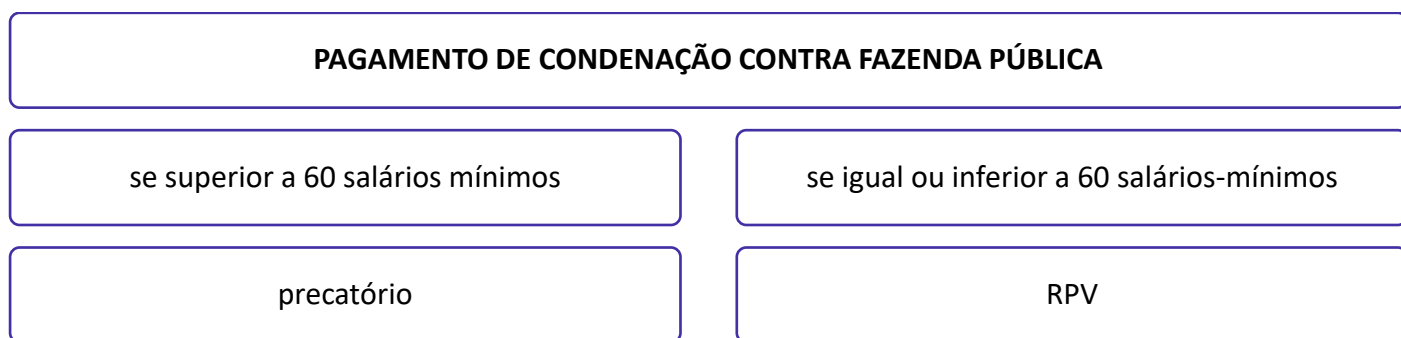 PAGAMENTO DE CONDENAÇÃO CONTRA FAZENDA PÚBLICA
se superior a 60 salários mínimos
se igual ou inferior a 60 salários-mínimos
precatório
RPV